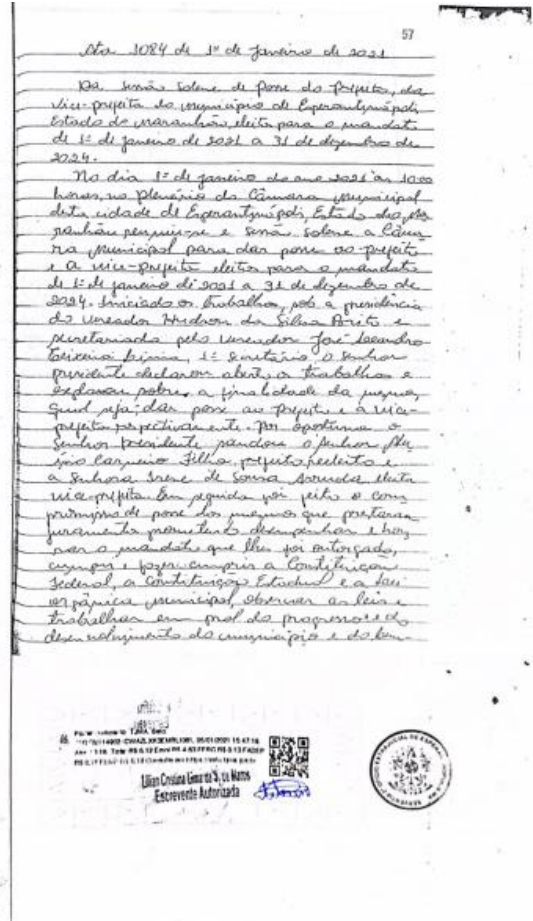 57
Ata 1084 de 1º de Janeiro de 2021
Da sessão solene de posse do Prefeito, da
vice-prefeita do município de Esperantinópolis,
Estado do Maranhão, eleitos para o mandato
de 1º de janeiro de 2021 a 31 de dezembro de
2024.
No dia 1º de janeiro do ano 2021 às 10:00
horas, no Plenário da Câmara Municipal
desta cidade de Esperantinópolis, Estado do Ma
ranhão reuniu-se e sessão solene a Câma
ra Municipal para dar posse ao prefeito
e a vice-prefeita eleitos para o mandato
de 1º de janeiro de 2021 a 31 de dezembro de
2024. Iniciado os trabalhos, sob a presidência
do vereador da Silva e
secretariado pelo vereador José Leandro
Teixeira, 1º secretário o senhor
presidente declarou aberto os trabalhos e
explanou sobre a finalidade da mesma,
qual seja; dar posse ao Prefeito e a vice-
prefeita respectivamente. Por oportuno o
Senhor Presidente o senhor
Carneiro Filho prefeito reeleito e
a senhora de Sousa eleita
vice-prefeita. Em seguida foi feito o com
promisso de posse dos mesmos que prestaram
juramento prometendo desempenhar e hon
rar o mandato que lhes foi outorgado,
cumprir e fazer cumprir a Constituição
Federal, a Constituição Estadual e a Lei
orgânica Municipal, observar as leis e
trabalhar em prol do progresso e do
desenvolvimento do município e do bem-
Lilian Cristina Lima de S. de Matos
Escrevente Autorizada